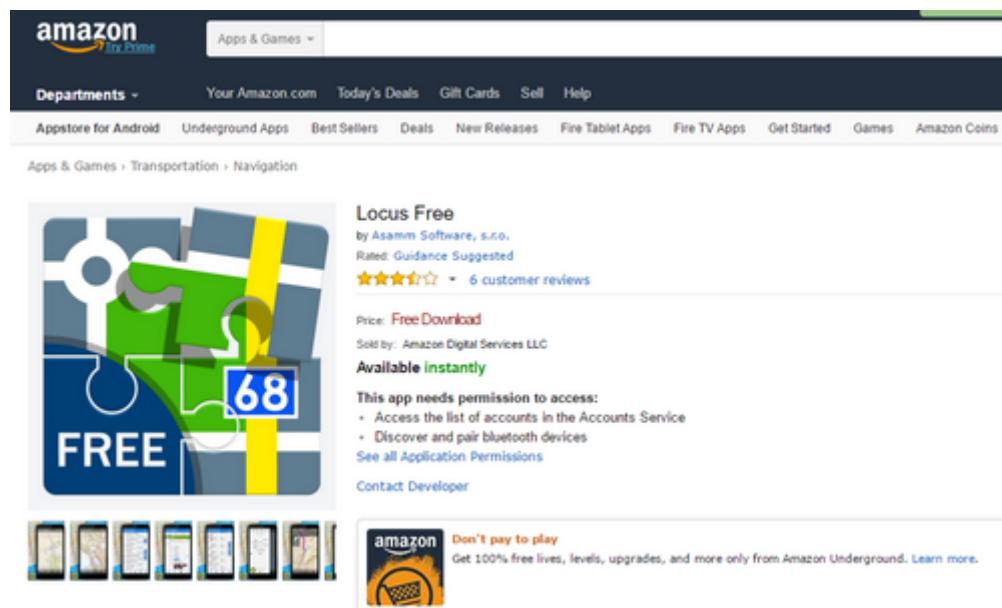 amazon
Try Prime
Apps & Games
Departments
Your Amazon.com Today's Deals Gift Cards Sell Help
Appstore for Android Underground Apps Best Sellers Deals New Releases Fire Tablet Apps Fire TV Apps Get Started Games Amazon Coins
Apps & Games › Transportation › Navigation
Locus Free
by Asamm Software, s.r.o.
Rated: Guidance Suggested
6 customer reviews
Price: Free Download
Sold by: Amazon Digital Services LLC
Available instantly
This app needs permission to access:
• Access the list of accounts in the Accounts Service
• Discover and pair bluetooth devices
See all Application Permissions
Contact Developer
68
FREE
amazon
Don't pay to play
Get 100% free lives, levels, upgrades, and more only from Amazon Underground. Learn more.